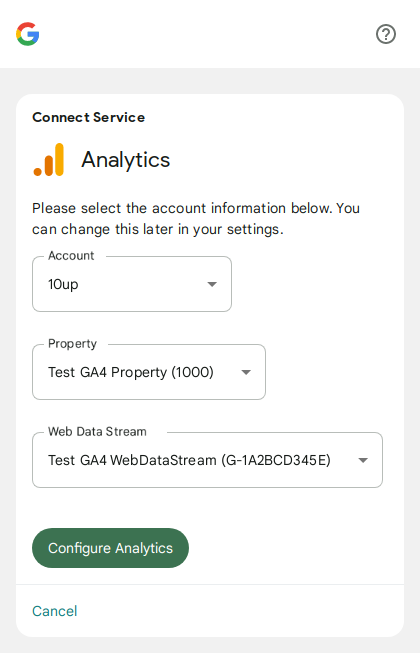 Connect Service
Analytics
Please select the account information below. You
can change this later in your settings.
Account
10up
Property
Test GA4 Property (1000)
Web Data Stream
Test GA4 WebDataStream (G-1A2BCD345E)
Configure Analytics
Cancel